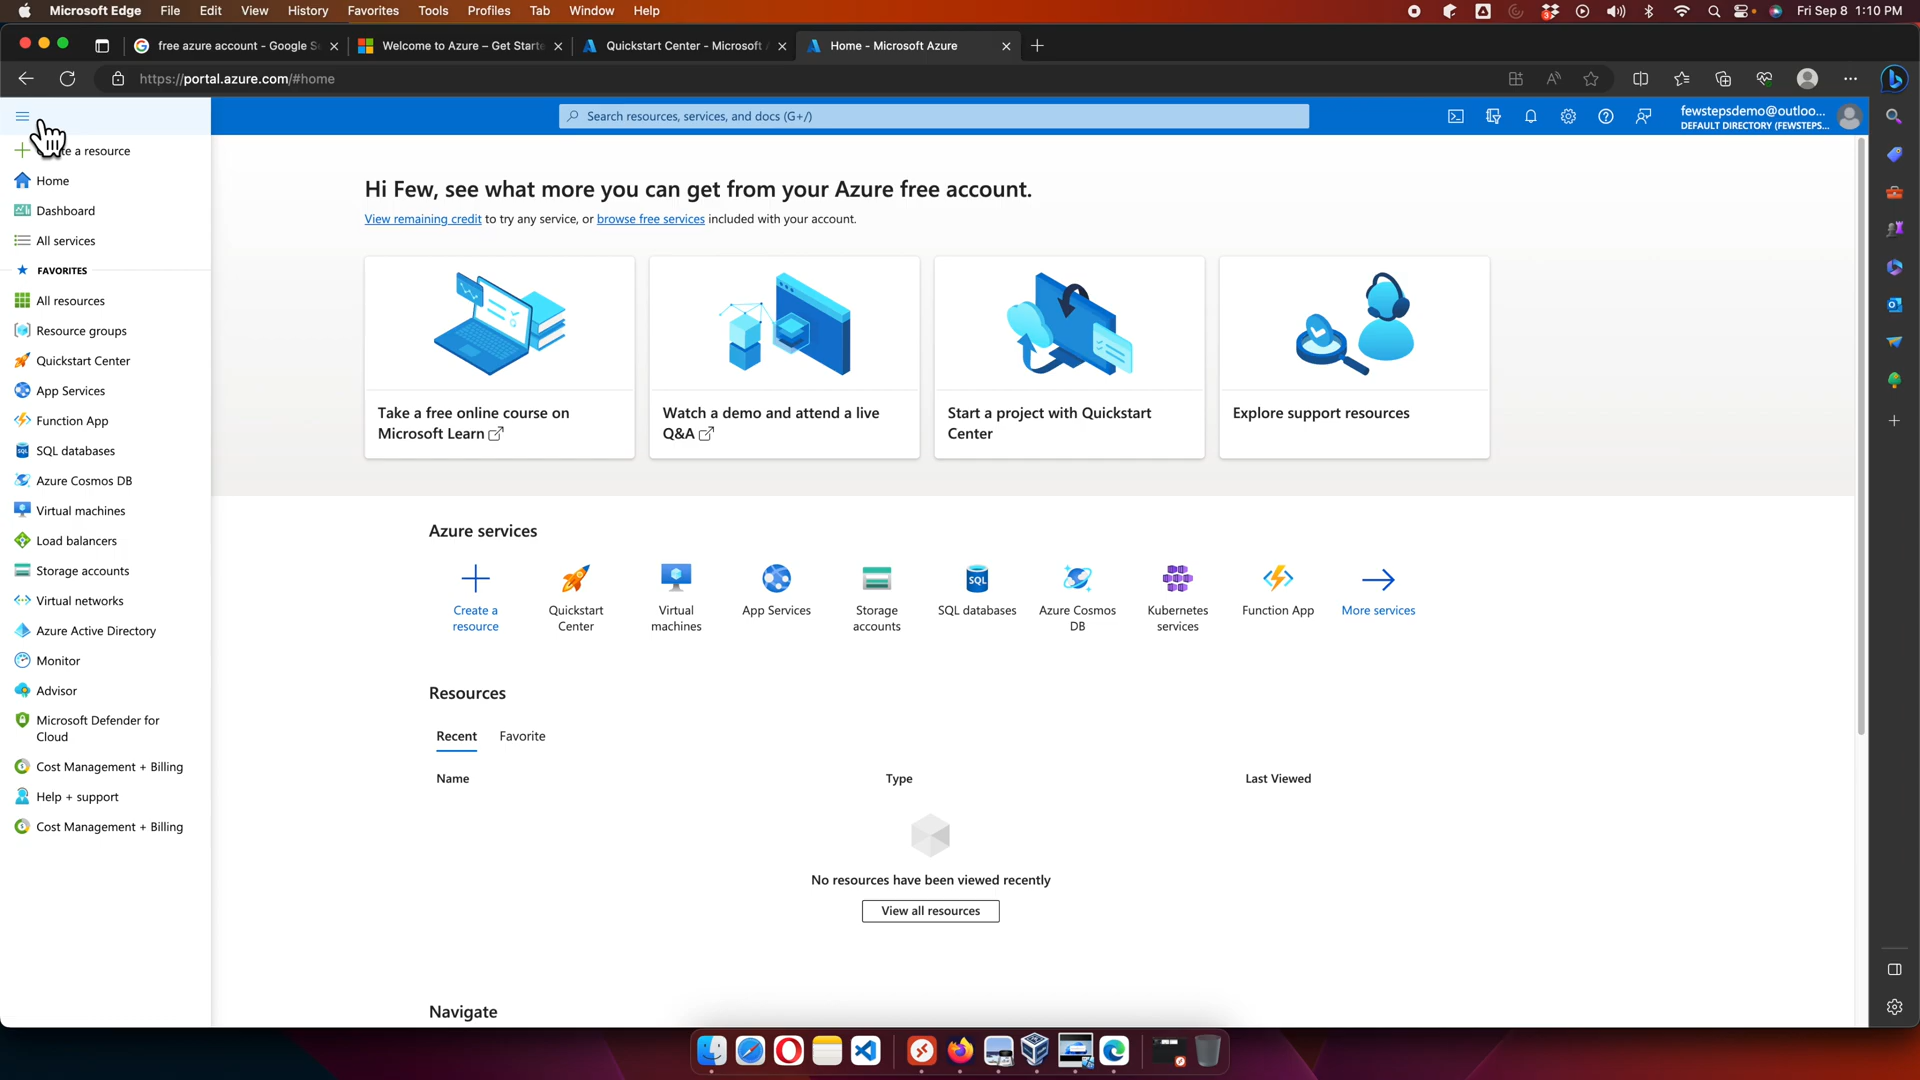 Microsoft Edge File Edit View History Favorites Tools Profiles Tab Window Help
Fri Sep 8 1:10 PM
free azure account - Google S
Welcome to Azure – Get Starte
Quickstart Center - Microsoft
Home - Microsoft Azure
https://portal.azure.com/#home
Search resources, services, and docs (G+/)
fewstepsdemo@outloo...
DEFAULT DIRECTORY (FEWSTEPS...
a resource
Home
Dashboard
All services
FAVORITES
All resources
Resource groups
Quickstart Center
App Services
Function App
SQL databases
Azure Cosmos DB
Virtual machines
Load balancers
Storage accounts
Virtual networks
Azure Active Directory
Monitor
Advisor
Microsoft Defender for
Cloud
Cost Management + Billing
Help + support
Cost Management + Billing
Hi Few, see what more you can get from your Azure free account.
View remaining credit to try any service, or browse free services included with your account.
Take a free online course on
Microsoft Learn
Watch a demo and attend a live
Q&A
Start a project with Quickstart
Center
Explore support resources
Azure services
Create a
resource
Quickstart
Center
Virtual
machines
App Services
Storage
accounts
SQL
SQL databases
Azure Cosmos
DB
Kubernetes
services
Function App
More services
Resources
Recent
Favorite
Name
Type
Last Viewed
No resources have been viewed recently
View all resources
Navigate